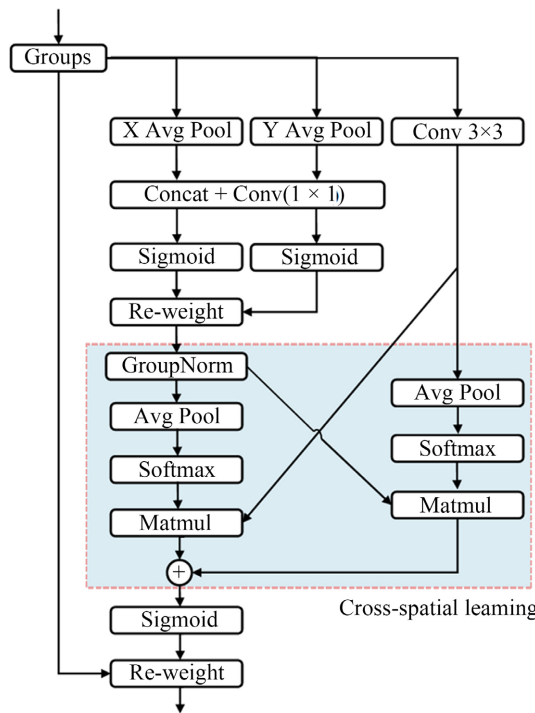 Groups
X Avg Pool
Y Avg Pool
Conv 3×3
Concat + Conv(1 × 1)
Sigmoid
Sigmoid
Re-weight
GroupNorm
Avg Pool
Avg Pool
Softmax
Softmax
Matmul
Matmul
+
Cross-spatial leaming
Sigmoid
Re-weight